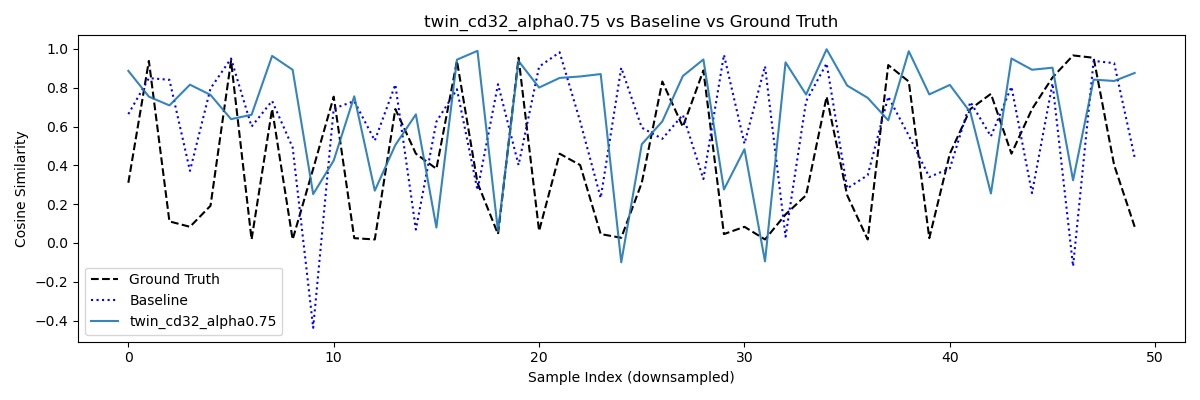 twin_cd32_alpha0.75 vs Baseline vs Ground Truth
Cosine Similarity
1.0
0.8
0.6
0.4
0.2
0.0
−0.2
−0.4
Ground Truth
Baseline
twin_cd32_alpha0.75
0 10 20 30 40 50
Sample Index (downsampled)